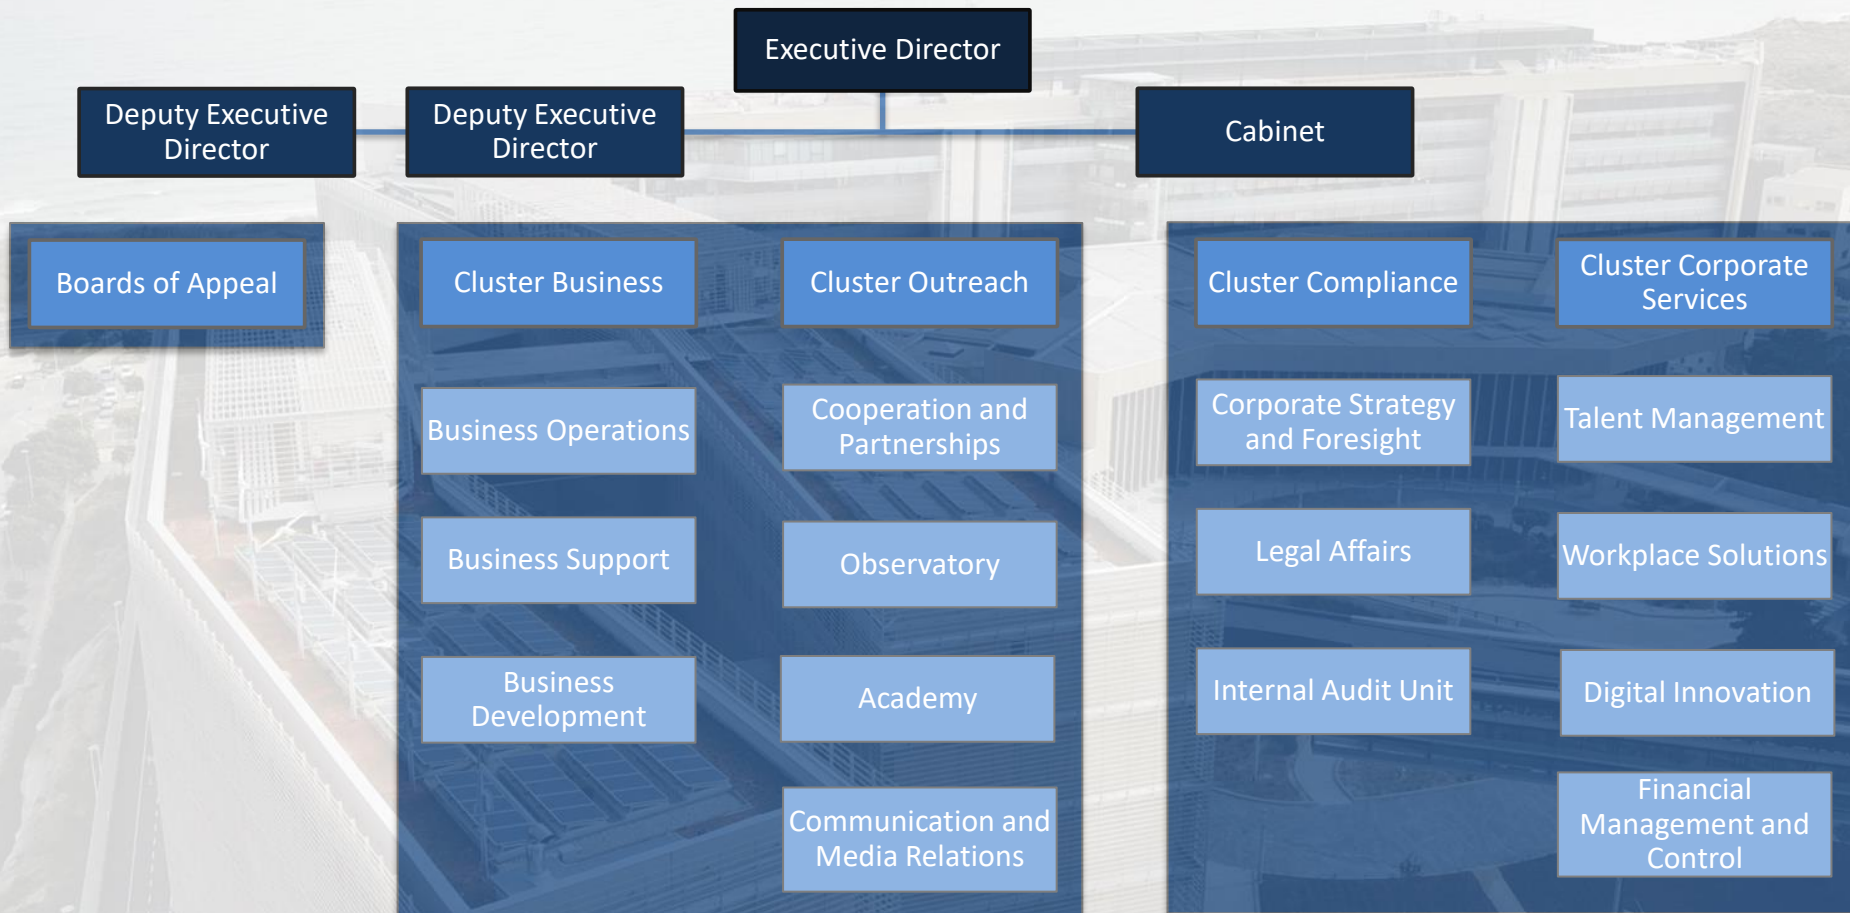 Executive Director
Deputy Executive
Director
Deputy Executive
Director
Cabinet
Boards of Appeal
Cluster Business
Cluster Outreach
Cluster Compliance
Cluster Corporate
Services
Business Operations
Cooperation and
Partnerships
Corporate Strategy
and Foresight
Talent Management
Business Support
Observatory
Legal Affairs
Workplace Solutions
Business
Development
Academy
Internal Audit Unit
Digital Innovation
Communication and
Media Relations
Financial
Management and
Control